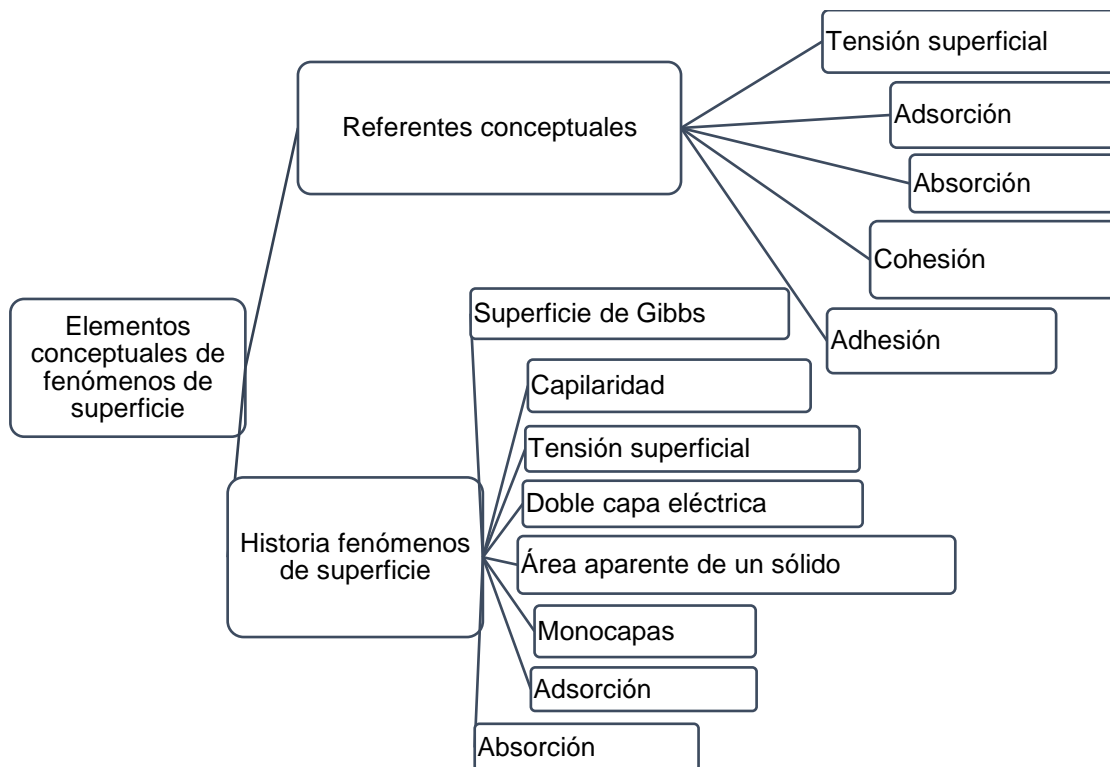 Elementos
conceptuales de
fenómenos de
superficie
Referentes conceptuales
Tensión superficial
Adsorción
Absorción
Cohesión
Adhesión
Historia fenómenos
de superficie
Superficie de Gibbs
Capilaridad
Tensión superficial
Doble capa eléctrica
Área aparente de un sólido
Monocapas
Adsorción
Absorción